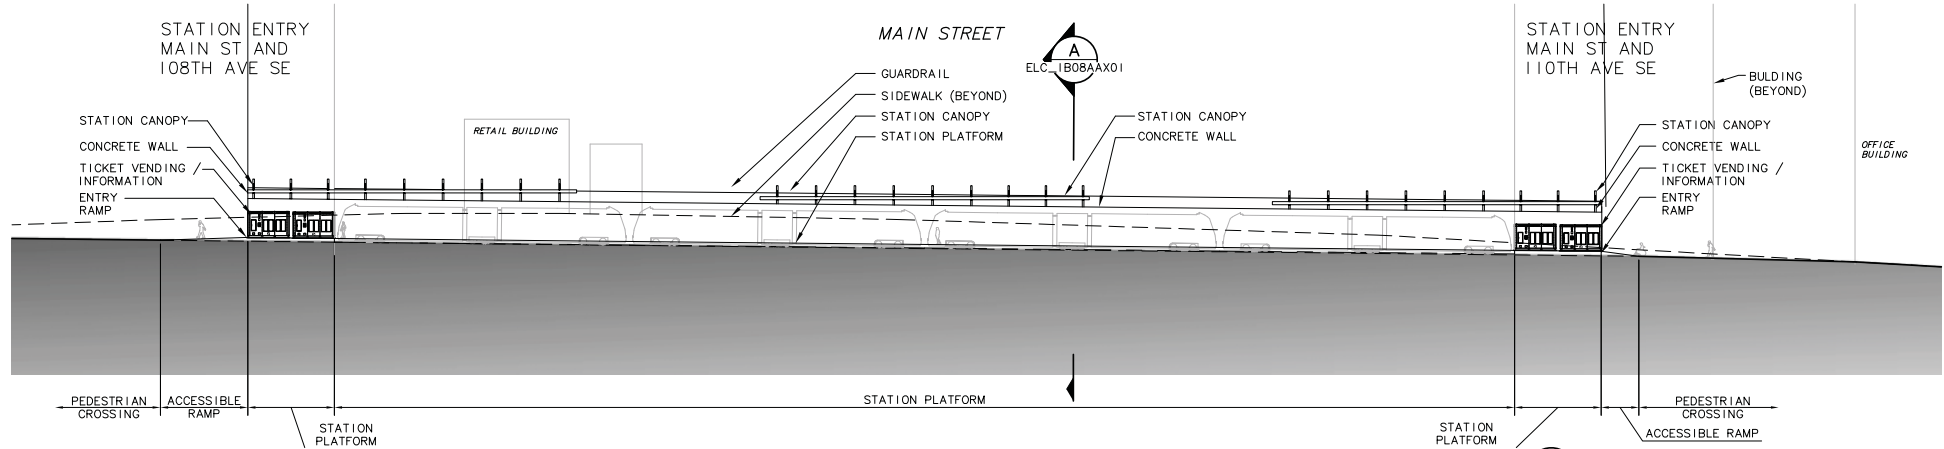 STATION ENTRY
MAIN ST AND
108TH AVE SE
MAIN STREET
A
ELC_1B08AAX01
STATION ENTRY
MAIN ST AND
110TH AVE SE
GUARDRAIL
SIDEWALK (BEYOND)
STATION CANOPY
STATION PLATFORM
BULDING
(BEYOND)
STATION CANOPY
CONCRETE WALL
TICKET VENDING /
INFORMATION
ENTRY
RAMP
RETAIL BUILDING
STATION CANOPY
CONCRETE WALL
STATION CANOPY
CONCRETE WALL
TICKET VENDING /
INFORMATION
ENTRY
RAMP
OFFICE
BUILDING
PEDESTRIAN
CROSSING
ACCESSIBLE
RAMP
STATION
PLATFORM
STATION PLATFORM
STATION
PLATFORM
PEDESTRIAN
CROSSING
ACCESSIBLE RAMP